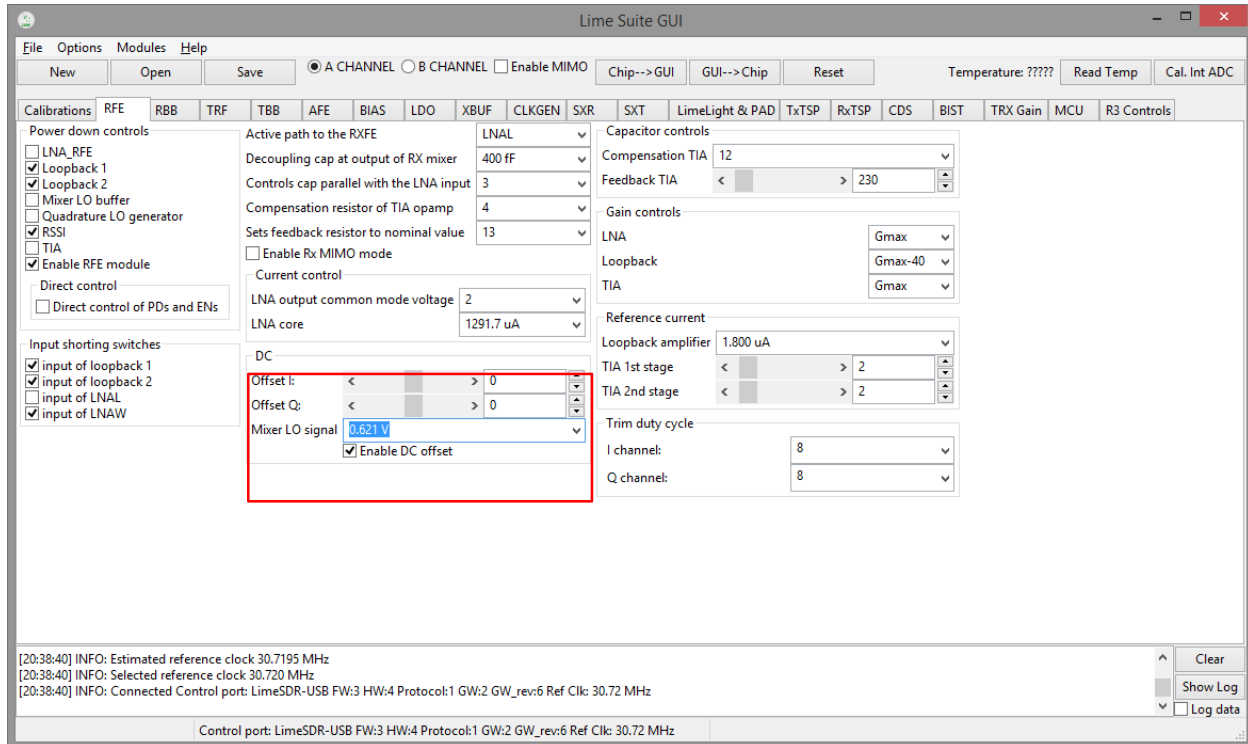 Lime Suite GUI
File Options Modules Help
New Open Save A CHANNEL B CHANNEL Enable MIMO Chip-->GUI GUI-->Chip Reset Temperature: ????? Read Temp Cal. Int ADC
Calibrations RFE RBB TRF TBB AFE BIAS LDO XBUF CLKGEN SXR SXT LimeLight & PAD TxTSP RxTSP CDS BIST TRX Gain MCU R3 Controls
Power down controls
LNA_RFE
Loopback 1
Loopback 2
Mixer LO buffer
Quadrature LO generator
RSSI
TIA
Enable RFE module
Direct control
Direct control of PDs and ENs
Input shorting switches
input of loopback 1
input of loopback 2
input of LNAL
input of LNAW
Active path to the RXFE LNAL
Decoupling cap at output of RX mixer 400 fF
Controls cap parallel with the LNA input 3
Compensation resistor of TIA opamp 4
Sets feedback resistor to nominal value 13
Enable Rx MIMO mode
Current control
LNA output common mode voltage 2
LNA core 1291.7 uA
DC
Offset I: 0
Offset Q: 0
Mixer LO signal 0.621 V
Enable DC offset
Capacitor controls
Compensation TIA 12
Feedback TIA 230
Gain controls
LNA Gmax
Loopback Gmax-40
TIA Gmax
Reference current
Loopback amplifier 1.800 uA
TIA 1st stage 2
TIA 2nd stage 2
Trim duty cycle
I channel: 8
Q channel: 8
[20:38:40] INFO: Estimated reference clock 30.7195 MHz
[20:38:40] INFO: Selected reference clock 30.720 MHz
[20:38:40] INFO: Connected Control port: LimeSDR-USB FW:3 HW:4 Protocol:1 GW:2 GW_rev:6 Ref Clk: 30.72 MHz
Clear
Show Log
Log data
Control port: LimeSDR-USB FW:3 HW:4 Protocol:1 GW:2 GW_rev:6 Ref Clk: 30.72 MHz